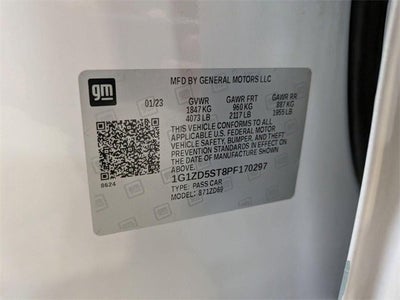 gm
MFD BY GENERAL MOTORS LLC
01/23 GVWR GAWR FRT GAWR RR
1847 KG 960 KG 887 KG
4073 LB 2117 LB 1955 LB
THIS VEHICLE CONFORMS TO ALL
APPLICABLE U.S. FEDERAL MOTOR
VEHICLE SAFETY, BUMPER, AND THEFT
PREVENTION STANDARDS IN EFFECT ON
THE DATE OF MANUFACTURE SHOWN
ABOVE.
1G1ZD5ST8PF170297
TYPE: PASS CAR
MODEL: 871ZD69
8624